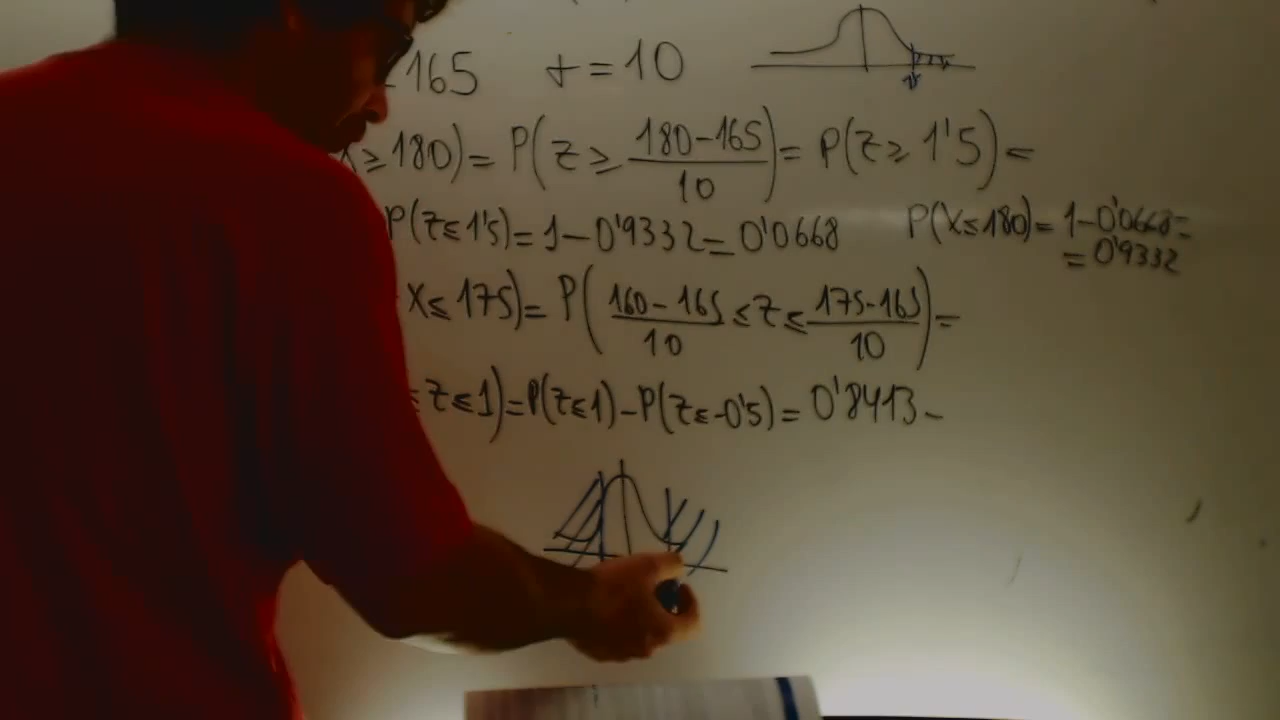 165 σ=10
≥180)=P(Z≥(180-165)/10)=P(Z≥1'5)=
P(Z≤1'5)=1-0'9332=0'0668 P(X≤180)=1-0'0668=
=0'9332
X≤175)=P((160-165)/10≤Z≤(175-165)/10)=
≤Z≤1)=P(Z≤1)-P(Z≤-0'5)=0'8413-